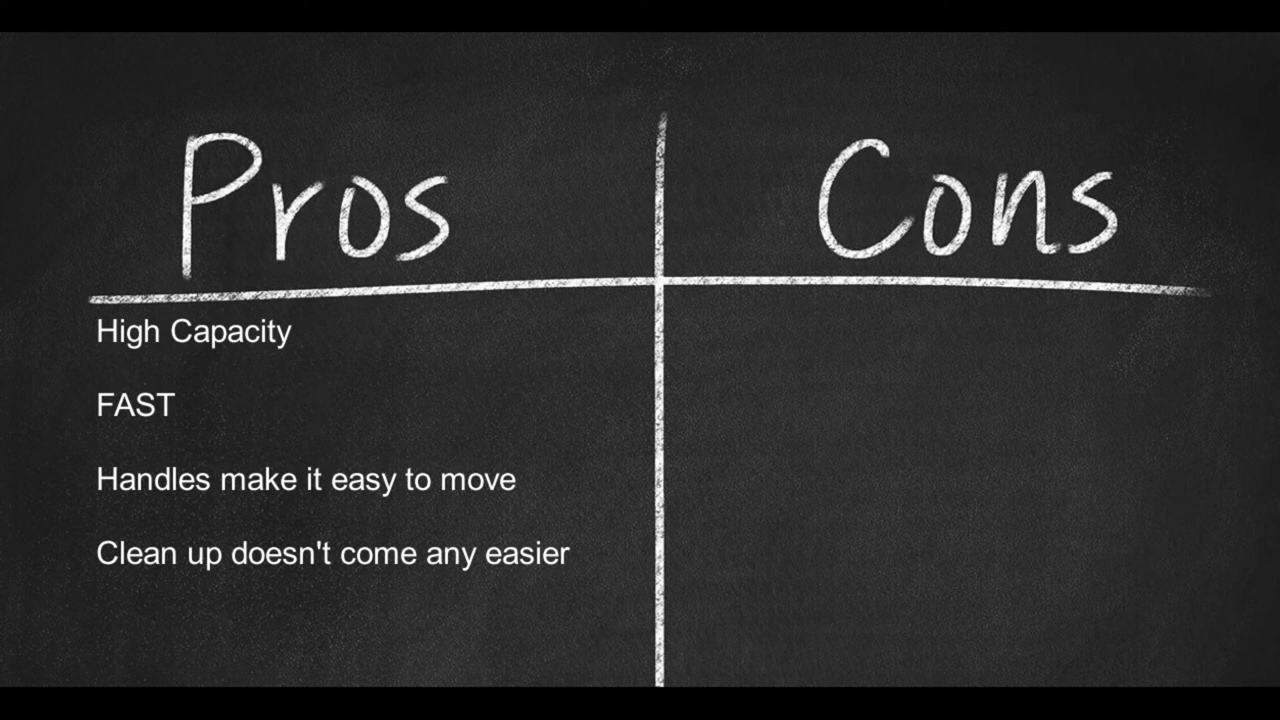 Pros
Cons
High Capacity
FAST
Handles make it easy to move
Clean up doesn't come any easier